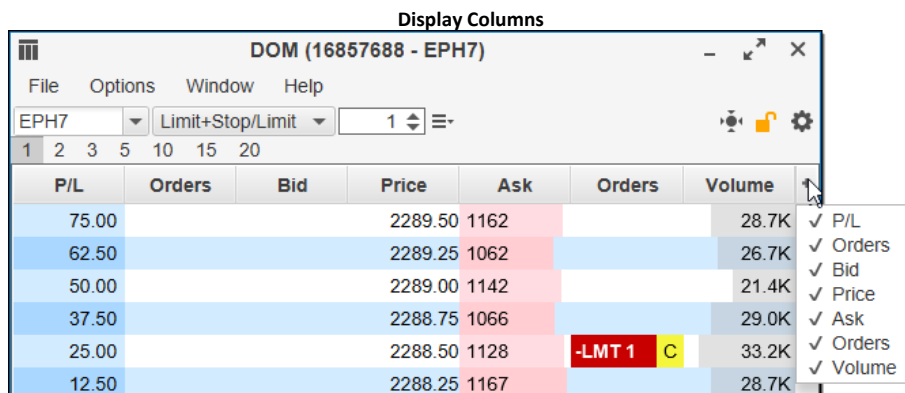 Display Columns
DOM (16857688 - EPH7)
File Options Window Help
EPH7 Limit+Stop/Limit 1
1 2 3 5 10 15 20
P/L Orders Bid Price Ask Orders Volume
75.00 2289.50 1162 28.7K ✓ P/L
62.50 2289.25 1062 26.7K ✓ Orders
✓ Bid
50.00 2289.00 1142 21.4K ✓ Price
37.50 2288.75 1066 29.0K ✓ Ask
25.00 2288.50 1128 -LMT 1 C 33.2K ✓ Orders
✓ Volume
12.50 2288.25 1167 28.7K